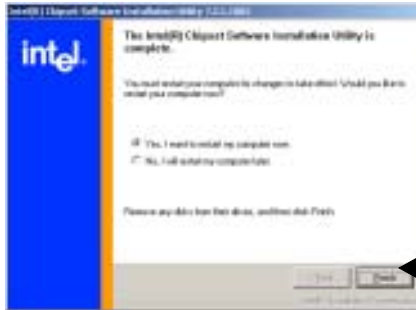 Intel(R) Chipset Software Installation Utility
The Intel(R) Chipset Software Installation Utility is
complete.
intel.
You must restart your computer for changes to take effect. Would you like to
restart your computer now?
Yes, I want to restart my computer now.
No, I will restart my computer later.
Remove any disks from their drives, and then click Finish.
Finish